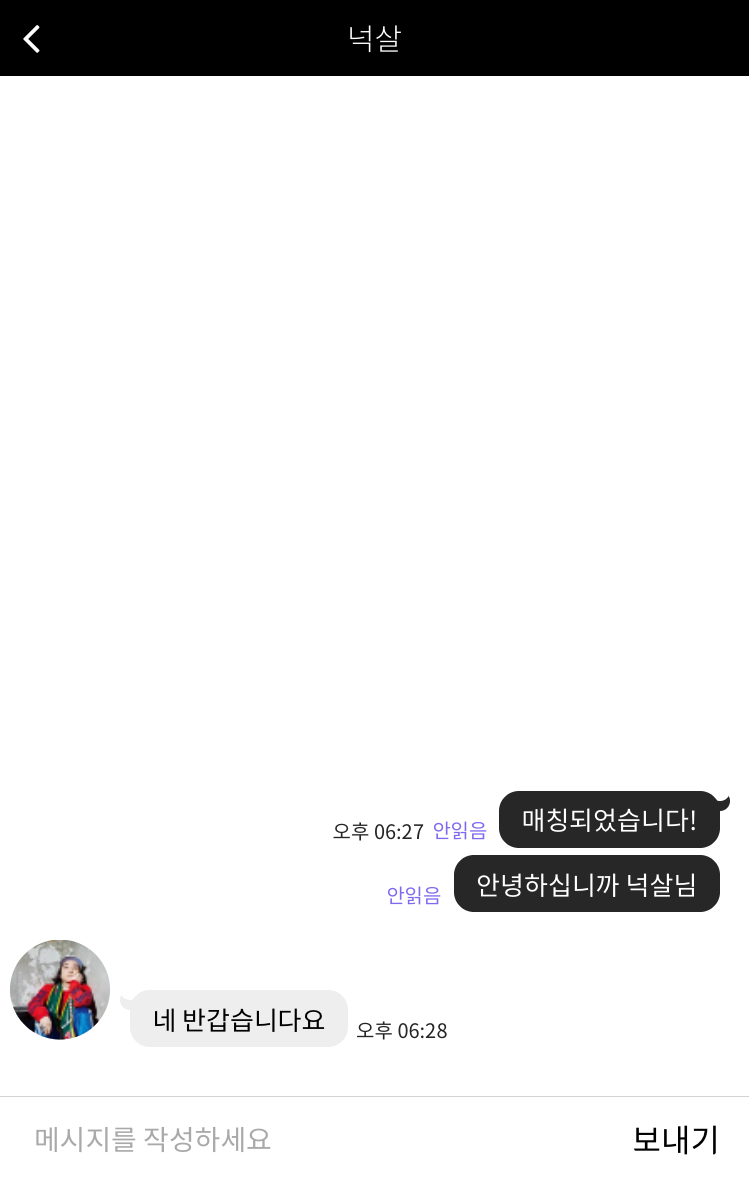 넉살
오후 06:27 안읽음 매칭되었습니다!
안읽음 안녕하십니까 넉살님
네 반갑습니다요 오후 06:28
메시지를 작성하세요 보내기